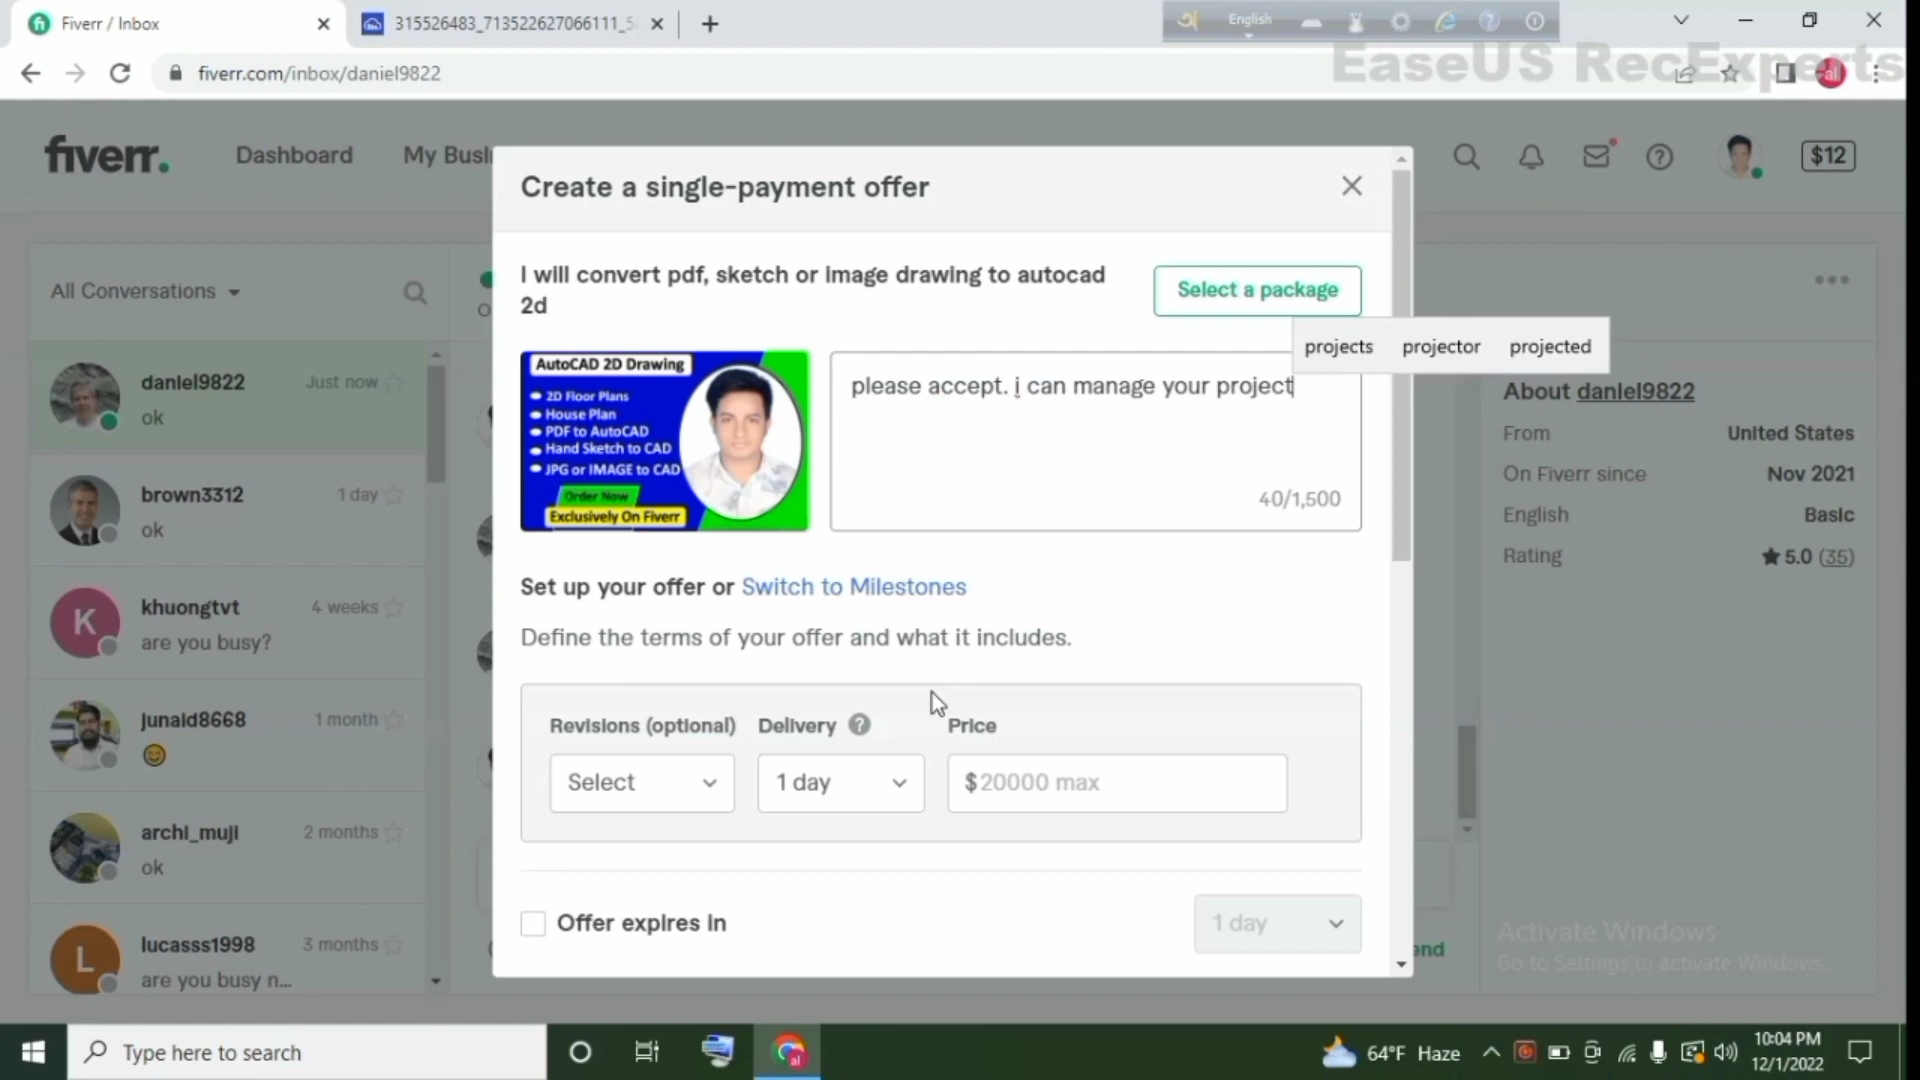 Fiverr / Inbox
315526483_713522627066111_5
English
EaseUS RecExperts
fiverr.com/inbox/daniel9822
al
fiverr.
Dashboard
My Busi
$12
Create a single-payment offer
All Conversations
I will convert pdf, sketch or image drawing to autocad
2d
Select a package
projects projector projected
AutoCAD 2D Drawing
2D Floor Plans
House Plan
PDF to AutoCAD
Hand Sketch to CAD
JPG or IMAGE to CAD
Order Now
Exclusively On Fiverr
please accept. i can manage your project
40/1,500
daniel9822
Just now
ok
brown3312
1 day
ok
K
khuongtvt
4 weeks
are you busy?
junaid8668
1 month
archi_muji
2 months
ok
L
lucasss1998
3 months
are you busy n...
About daniel9822
From United States
On Fiverr since Nov 2021
English Basic
Rating 5.0 (35)
Set up your offer or Switch to Milestones
Define the terms of your offer and what it includes.
Revisions (optional) Delivery ? Price
Select 1 day $20000 max
Offer expires in
1 day
end
Activate Windows
Go to Settings to activate Windows.
Type here to search
64°F Haze
10:04 PM
12/1/2022